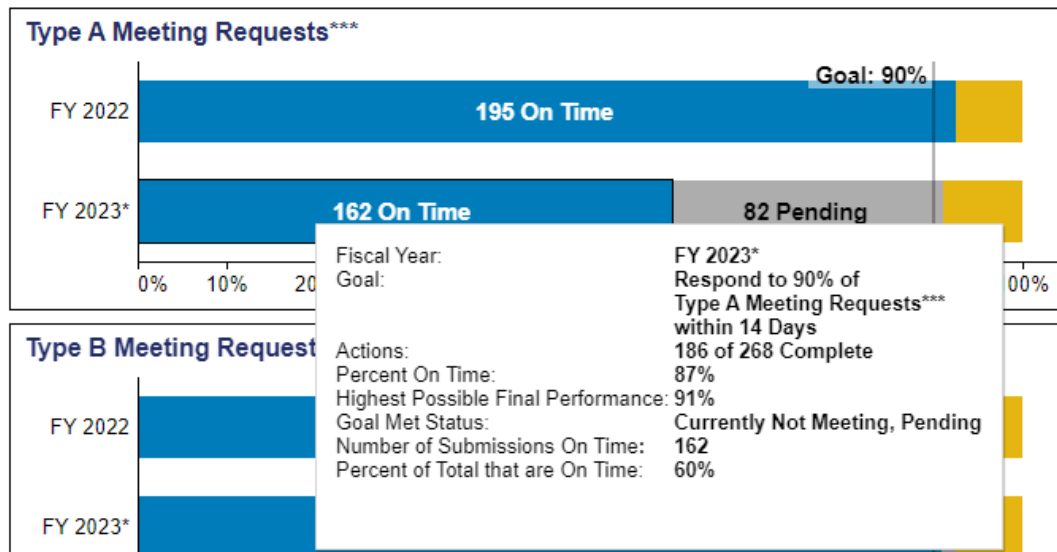 Type A Meeting Requests***
Goal: 90%
FY 2022
195 On Time
FY 2023*
162 On Time
82 Pending
0%
10%
20
00%
Fiscal Year:
FY 2023*
Goal:
Respond to 90% of
Type A Meeting Requests***
within 14 Days
Actions:
186 of 268 Complete
Percent On Time:
87%
Highest Possible Final Performance:
91%
Goal Met Status:
Currently Not Meeting, Pending
Number of Submissions On Time:
162
Percent of Total that are On Time:
60%
Type B Meeting Request
FY 2022
FY 2023*